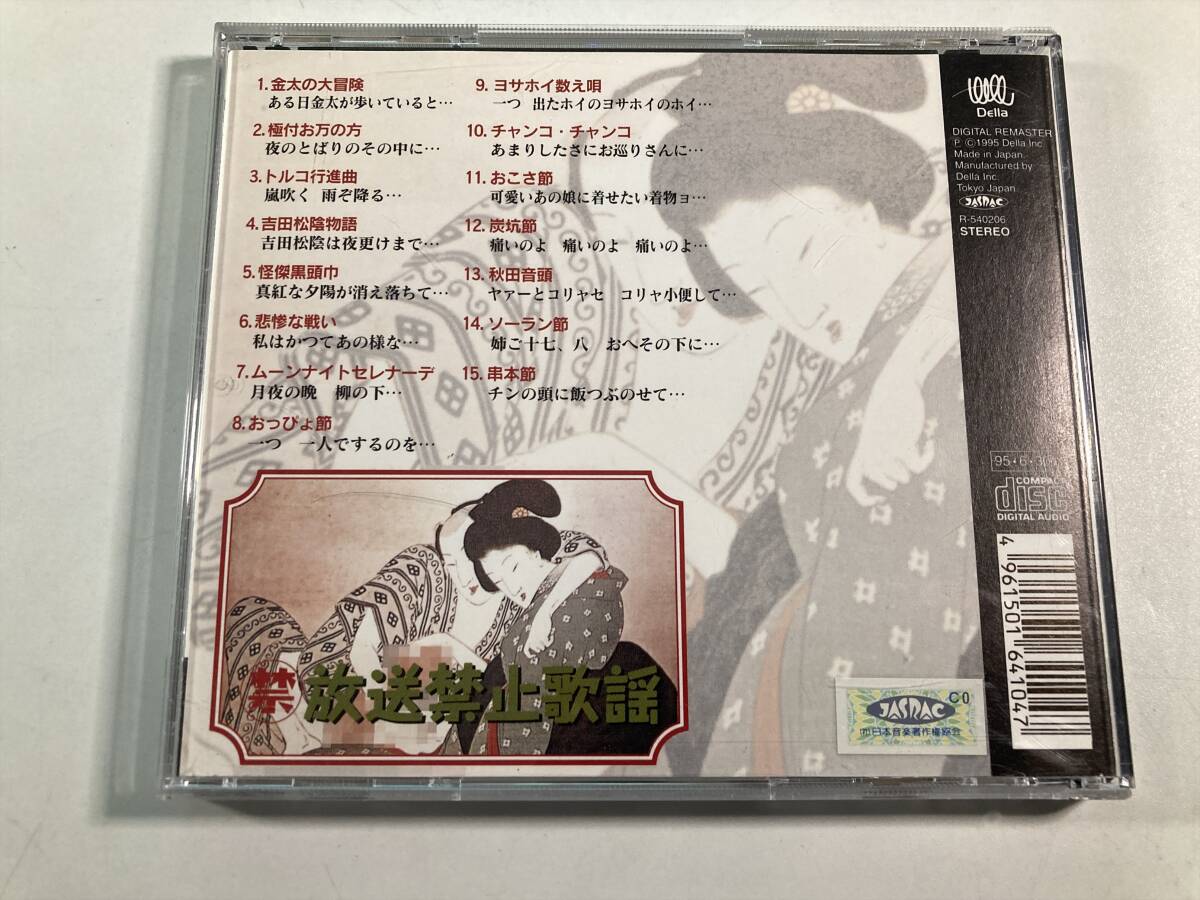 1.金太の大冒険
ある日金太が歩いていると…
2.極付お万の方
夜のとばりのその中に…
3.トルコ行進曲
嵐吹く 雨ぞ降る…
4.吉田松陰物語
吉田松陰は夜更けまで…
5.怪傑黒頭巾
真紅な夕陽が消え落ちて…
6.悲惨な戦い
私はかつてあの様な…
7.ムーンナイトセレナーデ
月夜の晩 柳の下…
8.おっぴょ節
一つ 一人でするのを…
9.ヨサホイ数え唄
一つ 出たホイのヨサホイのホイ…
10.チャンコ・チャンコ
あまりしたさにお巡りさんに…
11.おこさ節
可愛いあの娘に着せたい着物ョ…
12.炭坑節
痛いのよ 痛いのよ 痛いのよ…
13.秋田音頭
ヤァーとコリャセ コリャ小便して…
14.ソーラン節
姉ご十七、八 おへその下に…
15.串本節
チンの頭に飯つぶのせて…
禁 放送禁止歌謡
Della
DIGITAL REMASTER
P.©1995 Della Inc.
Made in Japan.
Manufactured by
Della Inc.
Tokyo Japan
JASRAC
R-540206
STEREO
COMPACT
disc
DIGITAL AUDIO
4 961501 641047
C0
JASRAC
(社)日本音楽著作権協会